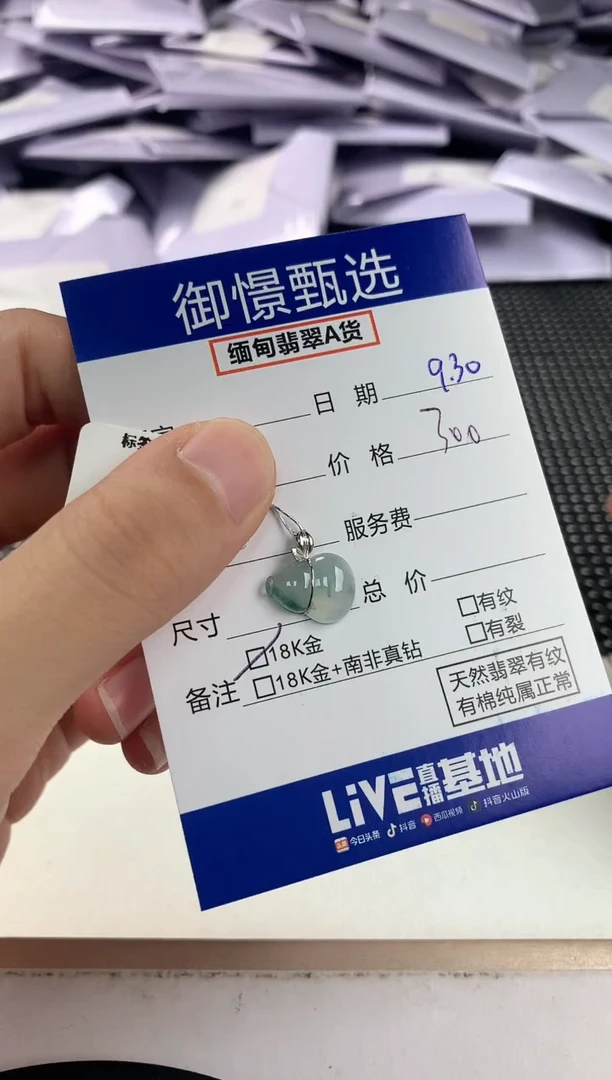 御憬甄选
缅甸翡翠A货
日 期 9.30
价 格 300
服务费
总 价
尺寸
备注 □18K金 □有纹
□18K金+南非真钻 □有裂
天然翡翠有纹
有棉纯属正常
LiVE直播基地
今日头条 抖音 西瓜视频 抖音火山版